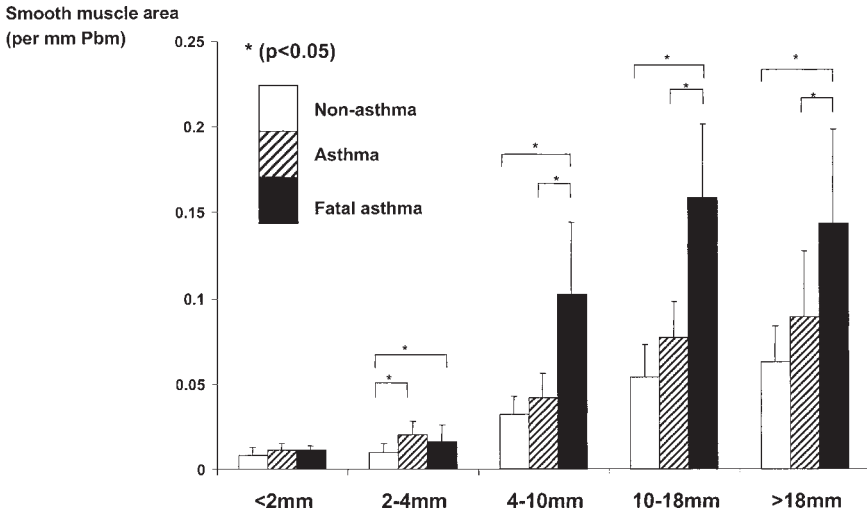 Smooth muscle area
(per mm Pbm)
0.25
* (p<0.05)
Non-asthma
Asthma
Fatal asthma
0.2
0.15
0.1
0.05
0
*
*
*
*
*
*
*
*
<2mm 2-4mm 4-10mm 10-18mm >18mm